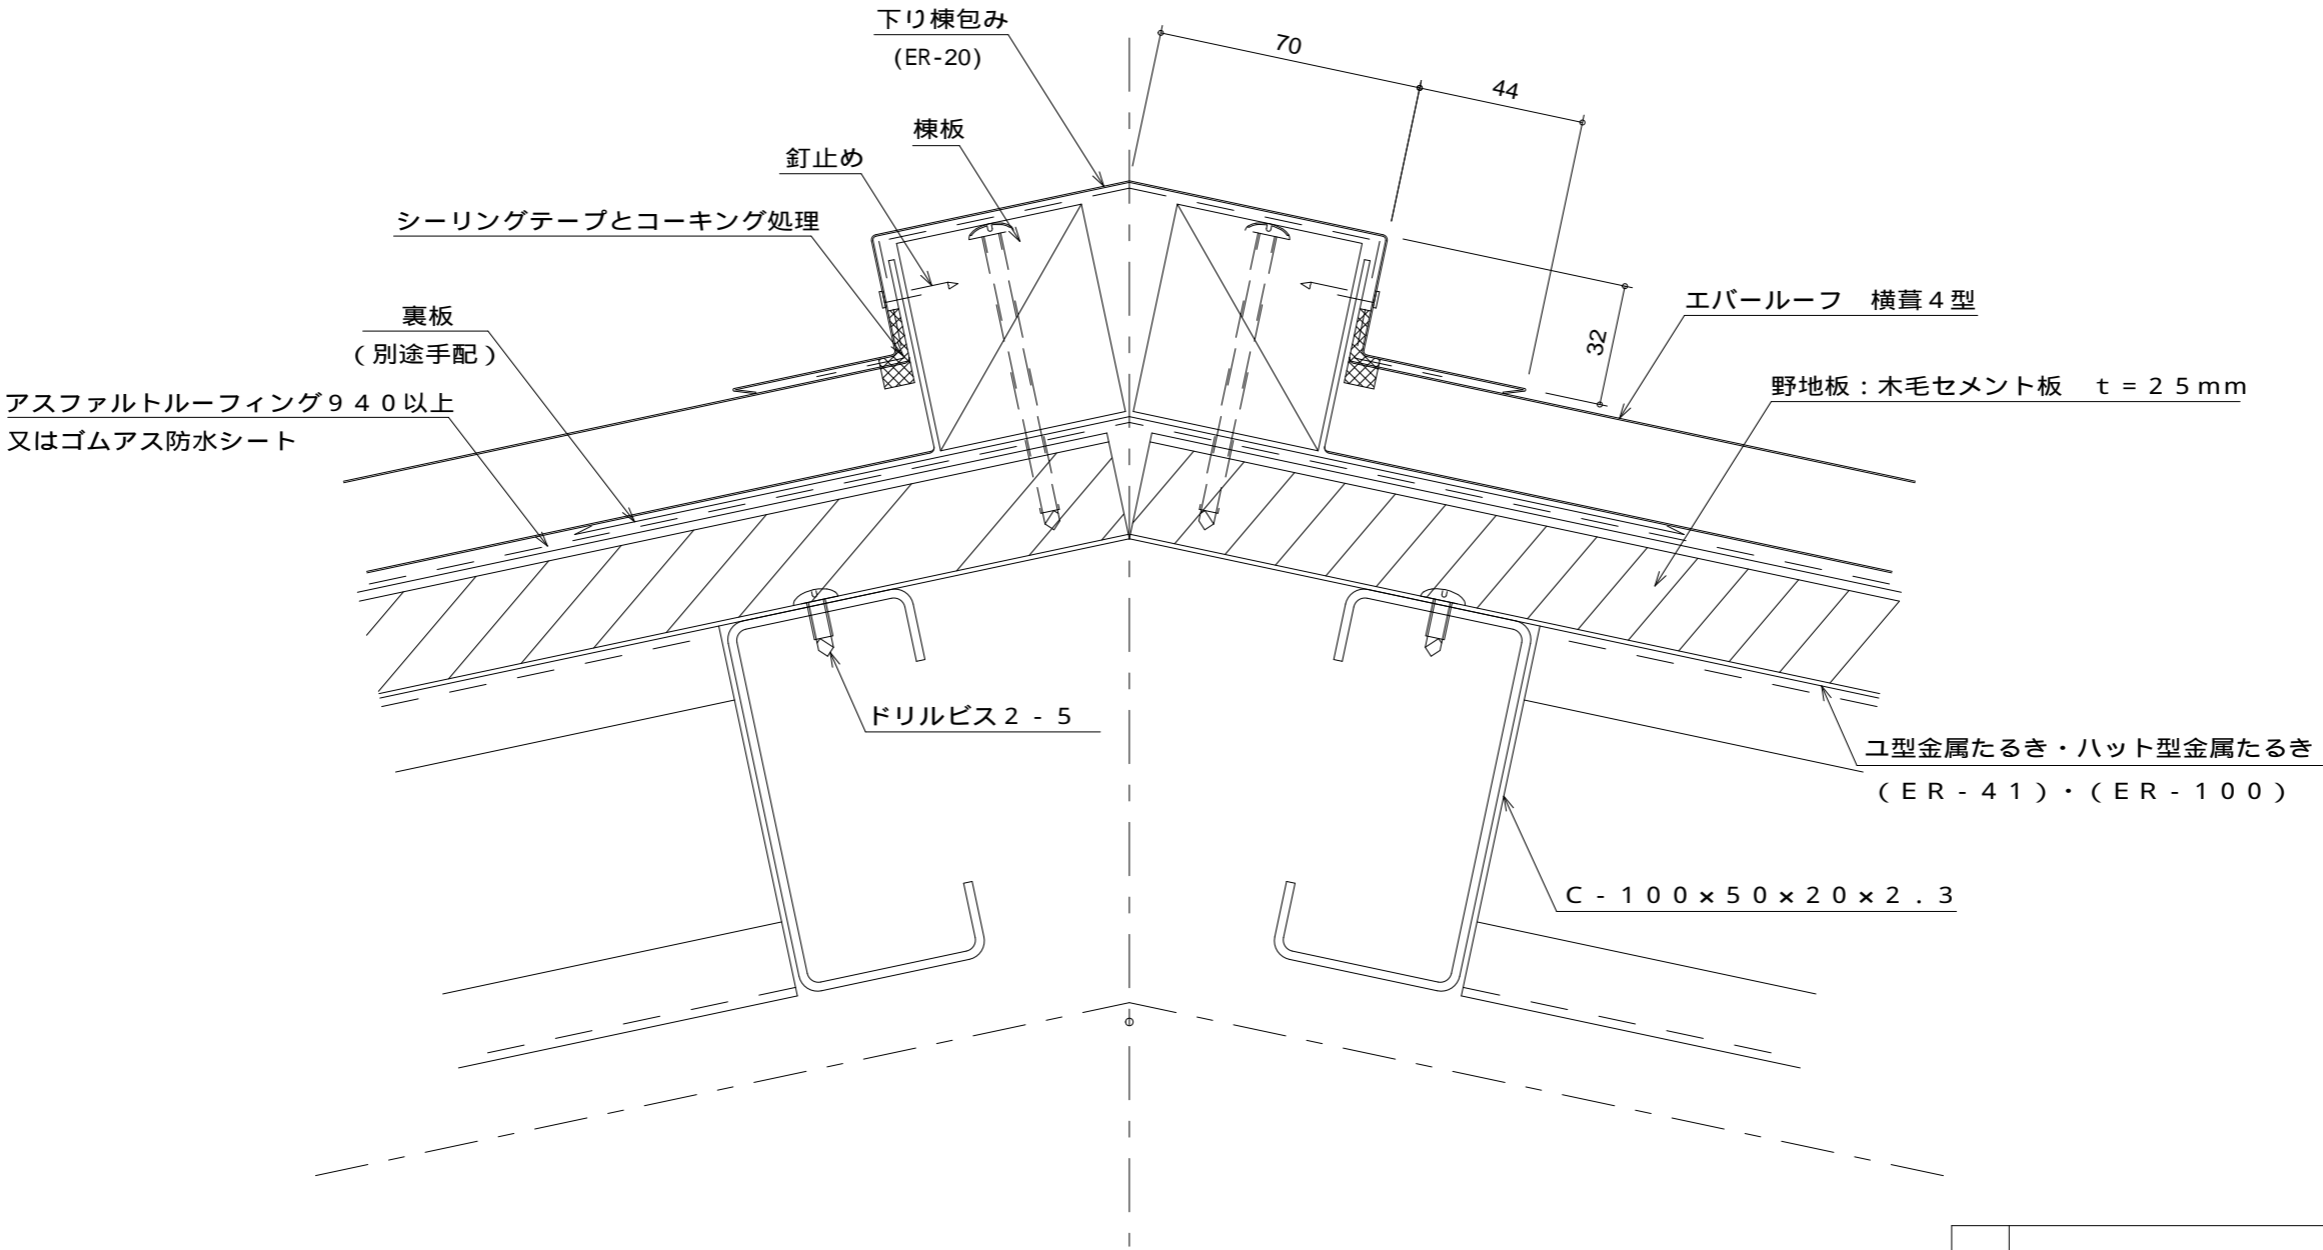 下り棟包み
(ER-20)
70
44
棟板
釘止め
シーリングテープとコーキング処理
エバールーフ　横葺４型
裏板
（別途手配）
32
野地板：木毛セメント板　ｔ＝２５mm
アスファルトルーフィング９４０以上
又はゴムアス防水シート
ドリルビス２－５
ユ型金属たるき・ハット型金属たるき
（ＥＲ－４１）・（ＥＲ－１００）
Ｃ－１００×５０×２０×２．３